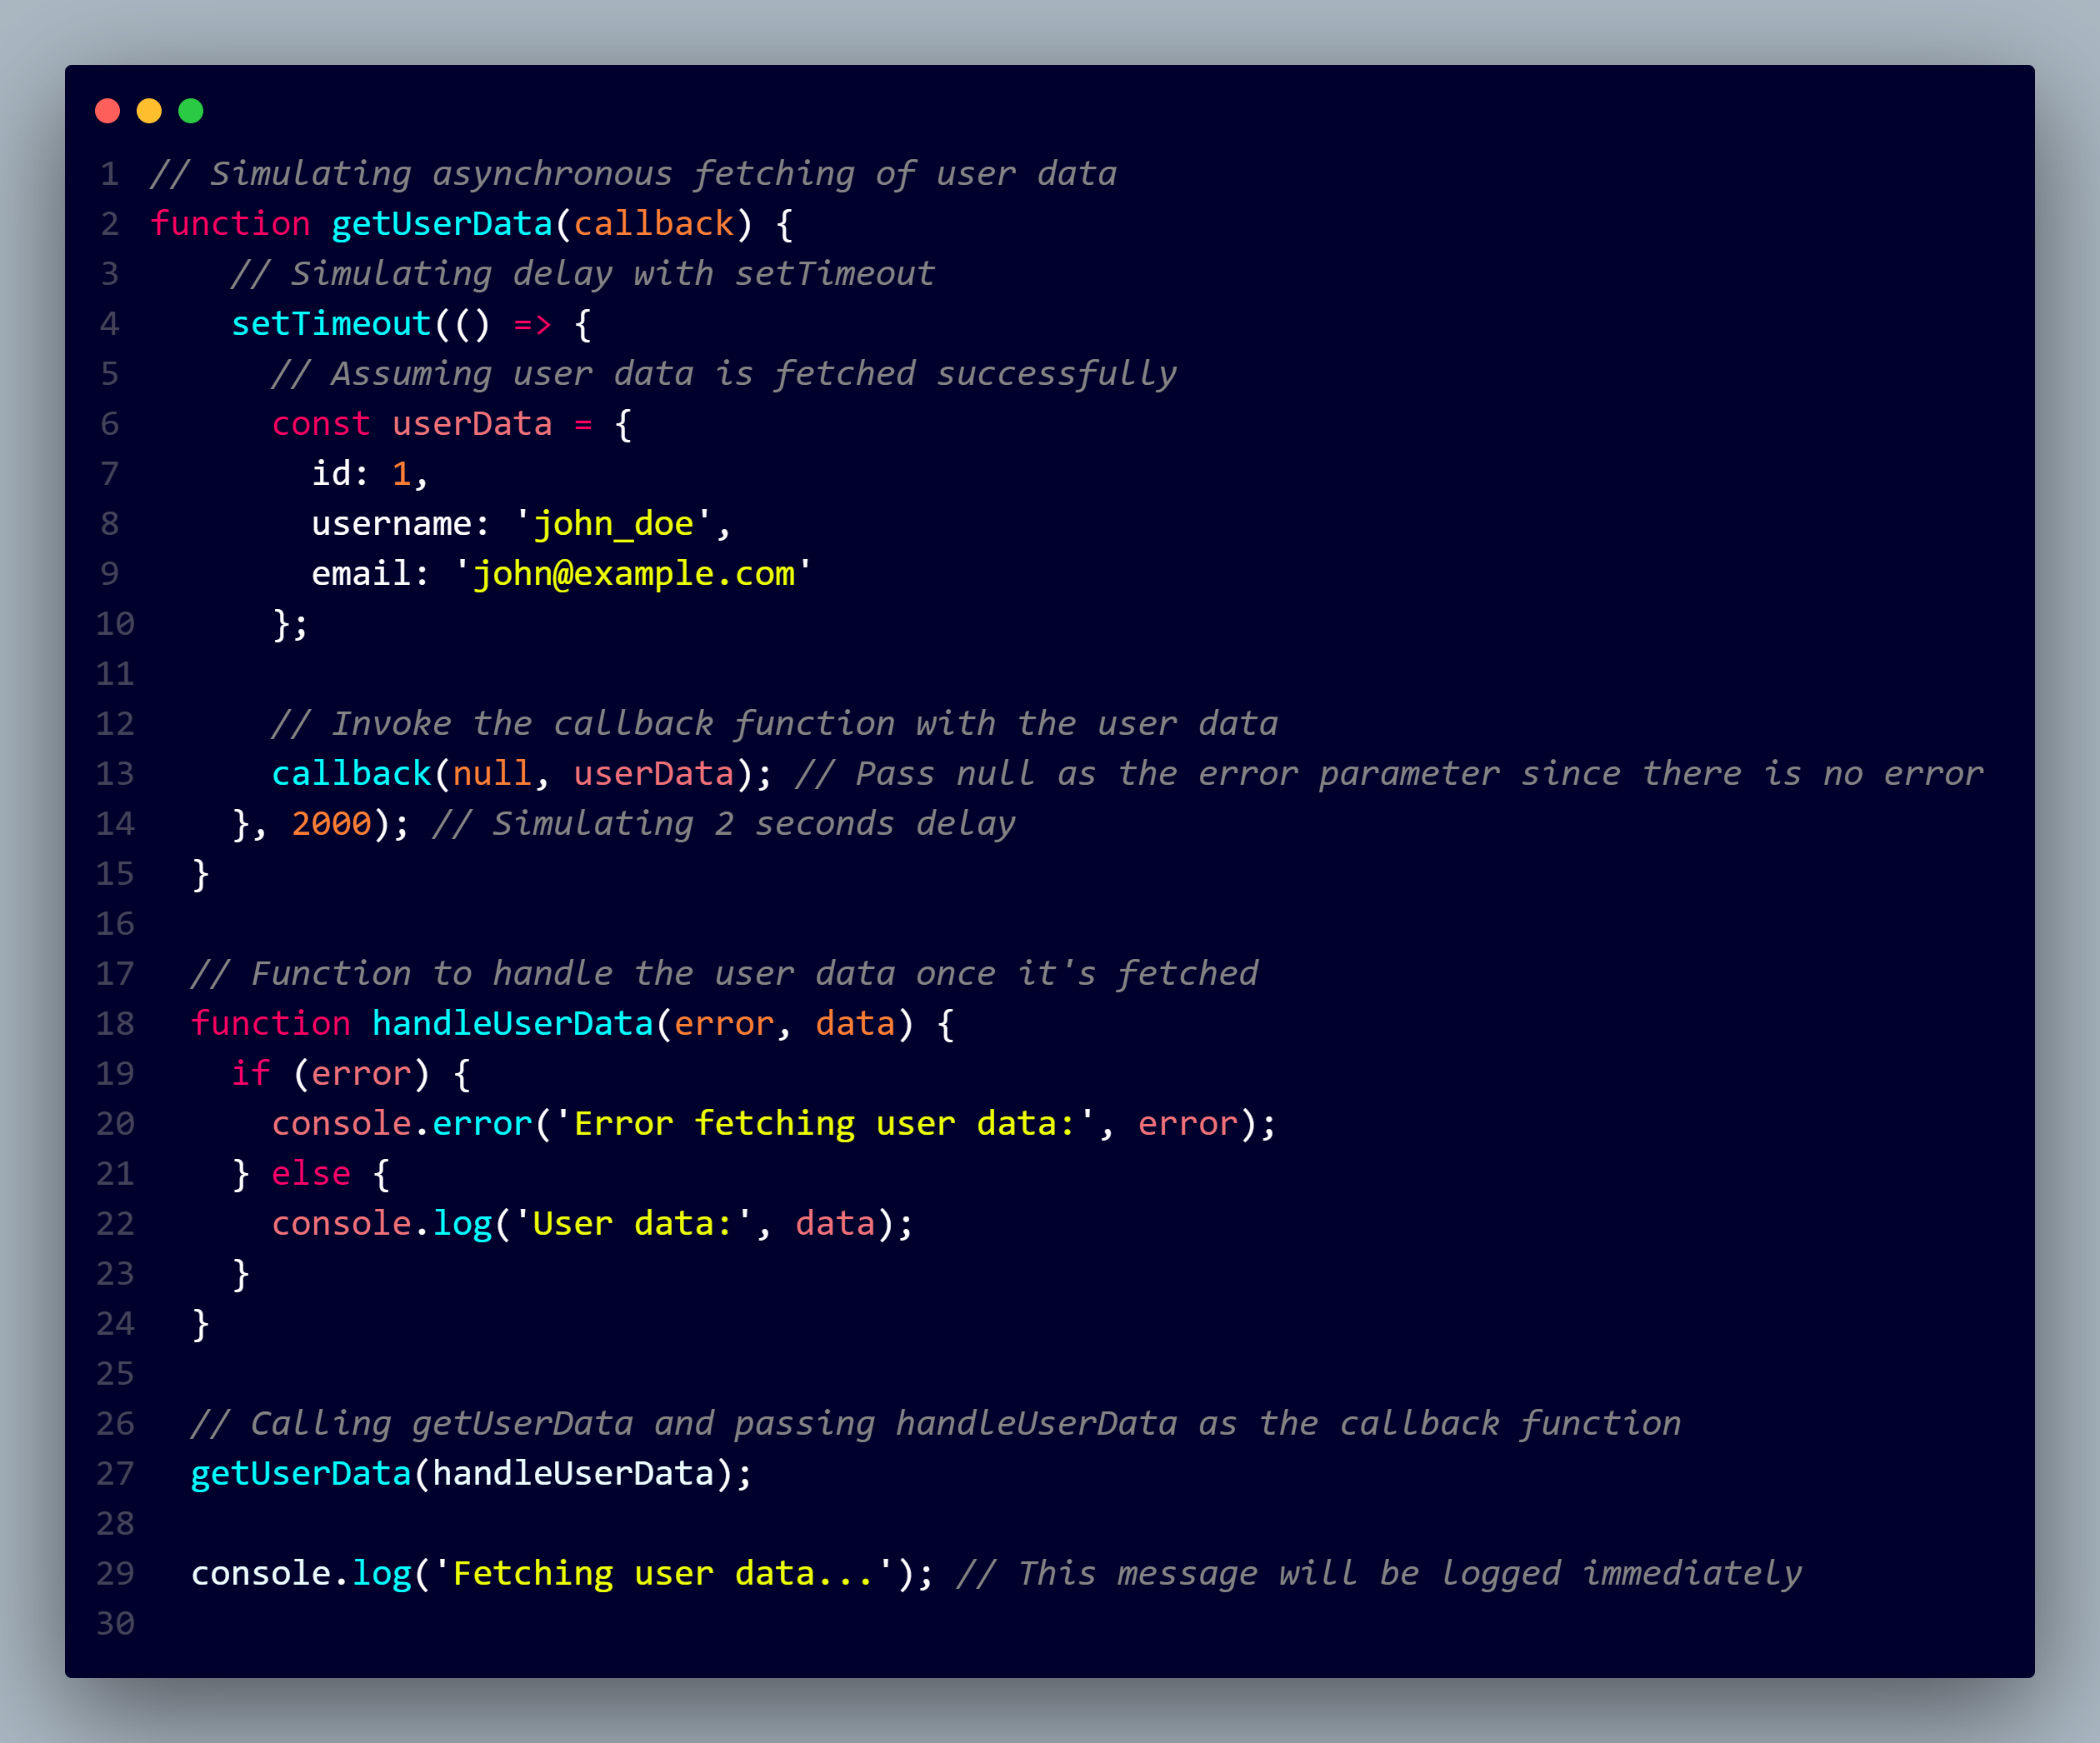 1 // Simulating asynchronous fetching of user data
2 function getUserData(callback) {
3     // Simulating delay with setTimeout
4     setTimeout(() => {
5       // Assuming user data is fetched successfully
6       const userData = {
7         id: 1,
8         username: 'john_doe',
9         email: 'john@example.com'
10       };
11
12       // Invoke the callback function with the user data
13       callback(null, userData); // Pass null as the error parameter since there is no error
14     }, 2000); // Simulating 2 seconds delay
15   }
16
17   // Function to handle the user data once it's fetched
18   function handleUserData(error, data) {
19     if (error) {
20       console.error('Error fetching user data:', error);
21     } else {
22       console.log('User data:', data);
23     }
24   }
25
26   // Calling getUserData and passing handleUserData as the callback function
27   getUserData(handleUserData);
28
29   console.log('Fetching user data...'); // This message will be logged immediately
30